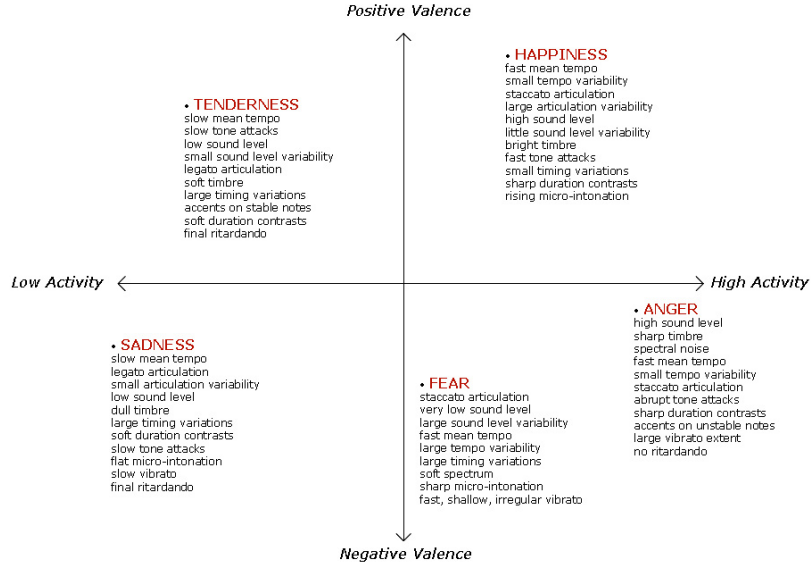 Positive Valence
• HAPPINESS
fast mean tempo
small tempo variability
staccato articulation
large articulation variability
high sound level
little sound level variability
bright timbre
fast tone attacks
small timing variations
sharp duration contrasts
rising micro-intonation
• TENDERNESS
slow mean tempo
slow tone attacks
low sound level
small sound level variability
legato articulation
soft timbre
large timing variations
accents on stable notes
soft duration contrasts
final ritardando
Low Activity
High Activity
• SADNESS
slow mean tempo
legato articulation
small articulation variability
low sound level
dull timbre
large timing variations
soft duration contrasts
slow tone attacks
flat micro-intonation
slow vibrato
final ritardando
• FEAR
staccato articulation
very low sound level
large sound level variability
fast mean tempo
large tempo variability
large timing variations
soft spectrum
sharp micro-intonation
fast, shallow, irregular vibrato
• ANGER
high sound level
sharp timbre
spectral noise
fast mean tempo
small tempo variability
staccato articulation
abrupt tone attacks
sharp duration contrasts
accents on unstable notes
large vibrato extent
no ritardando
Negative Valence